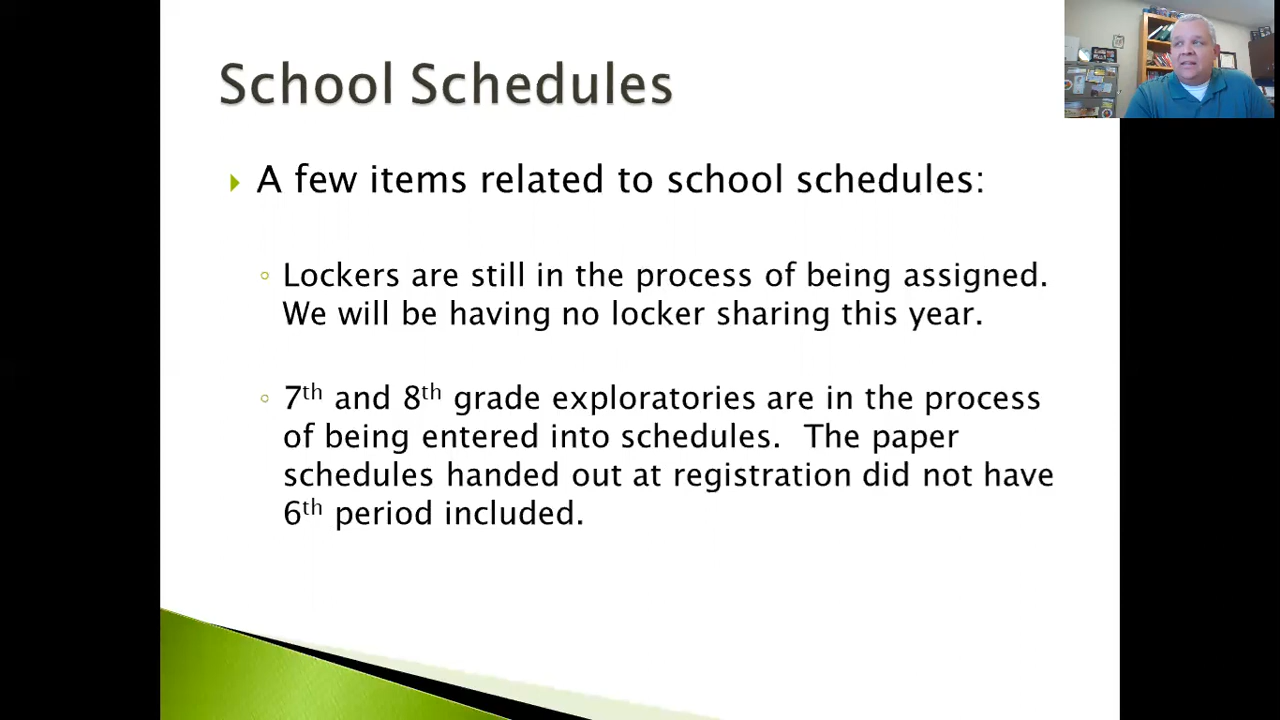 School Schedules
A few items related to school schedules:
Lockers are still in the process of being assigned.
We will be having no locker sharing this year.
7th and 8th grade exploratories are in the process
of being entered into schedules. The paper
schedules handed out at registration did not have
6th period included.